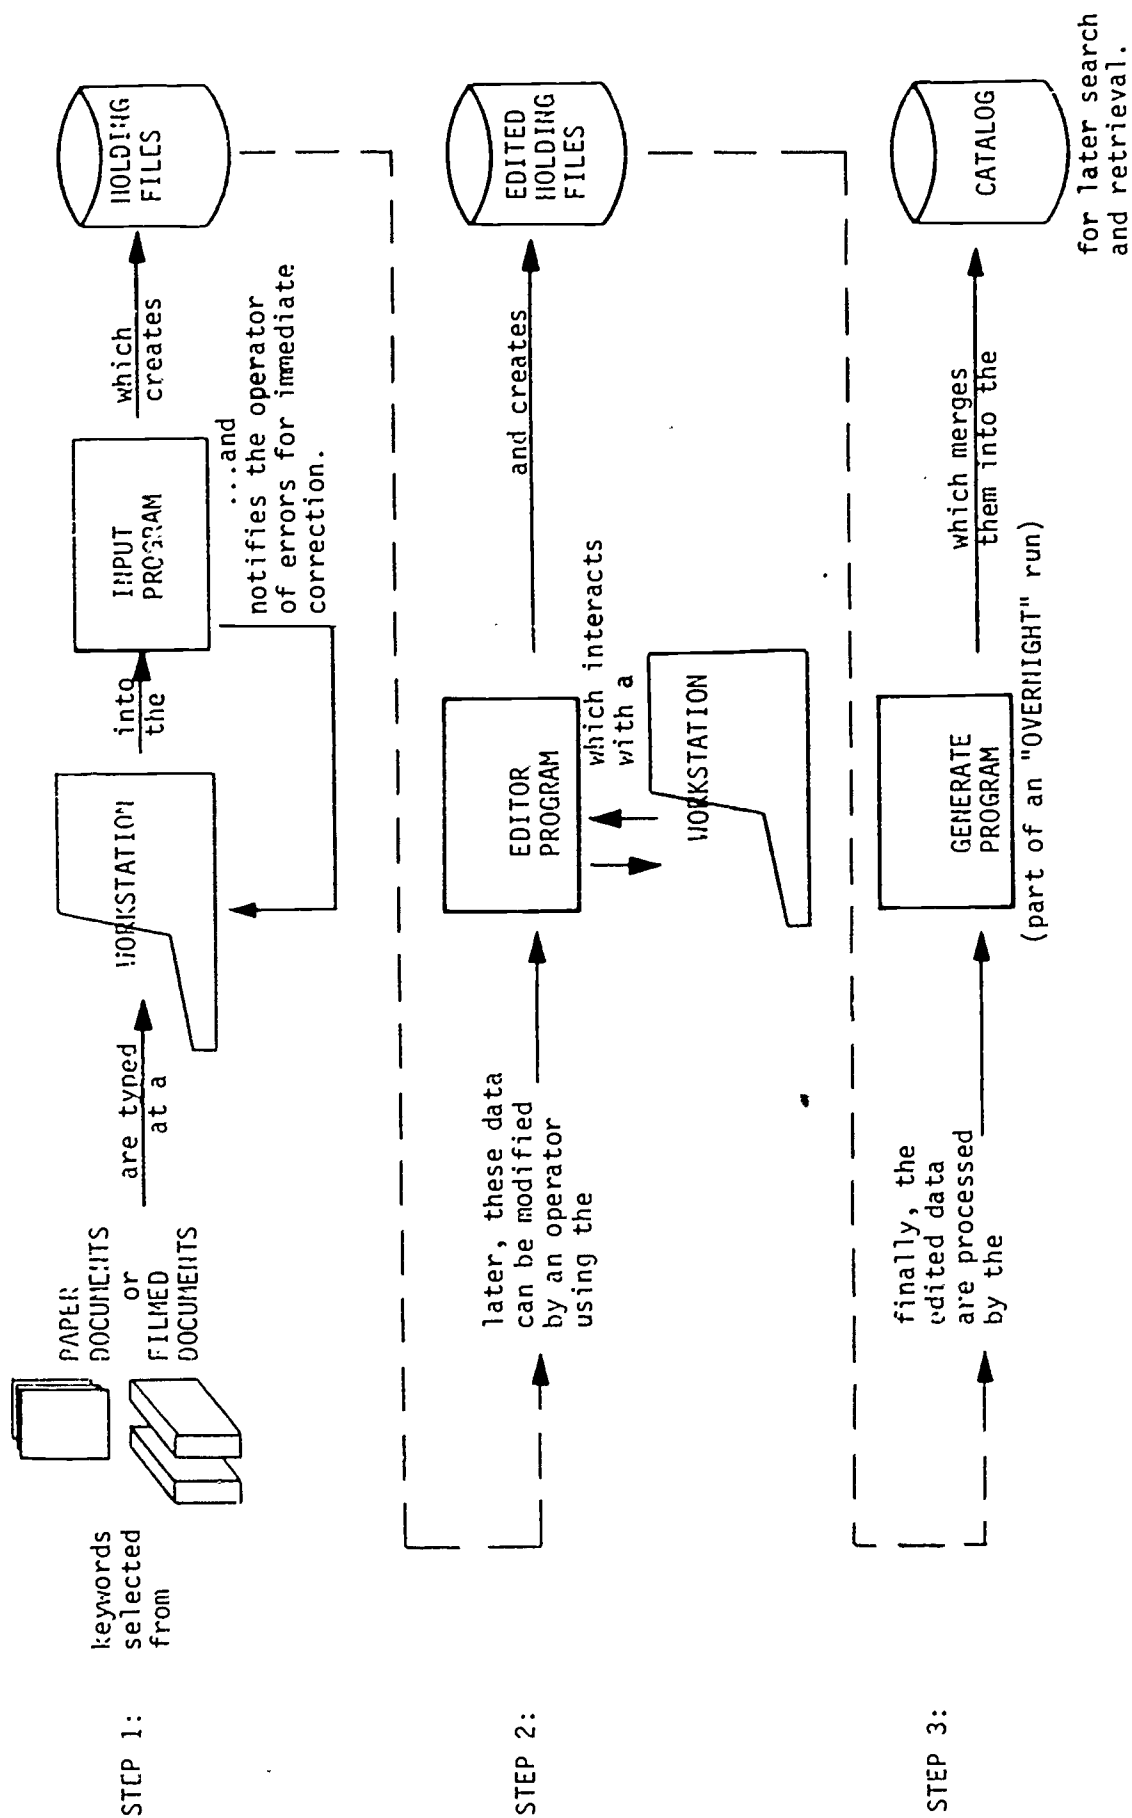 STEP 1:
keywords
selected
from
PAPER
DOCUMENTS
or
FILMED
DOCUMENTS
are typed
at a
WORKSTATION
into
the
INPUT
PROGRAM
which
creates
HOLDING
FILES
...and
notifies the operator
of errors for immediate
correction.
STEP 2:
later, these data
can be modified
by an operator
using the
EDITOR
PROGRAM
which interacts
with a
WORKSTATION
and creates
EDITED
HOLDING
FILES
STEP 3:
finally, the
edited data
are processed
by the
GENERATE
PROGRAM
(part of an "OVERNIGHT" run)
which merges
them into the
CATALOG
for later search
and retrieval.